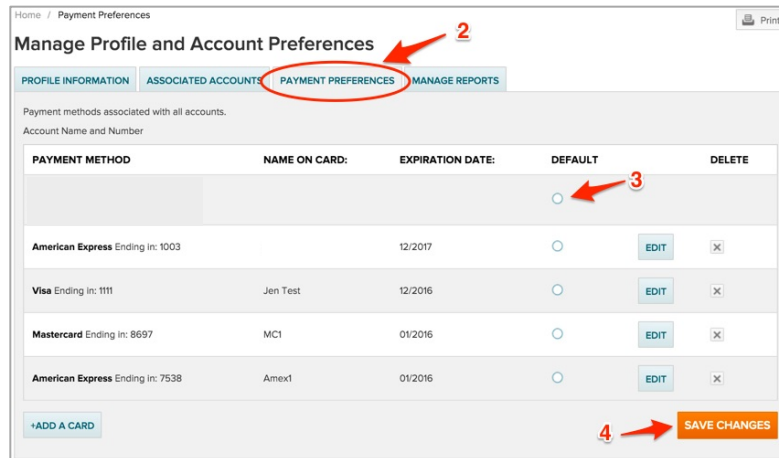 Home / Payment Preferences
Print
Manage Profile and Account Preferences
2
PROFILE INFORMATION ASSOCIATED ACCOUNTS PAYMENT PREFERENCES MANAGE REPORTS
Payment methods associated with all accounts.
Account Name and Number
PAYMENT METHOD NAME ON CARD: EXPIRATION DATE: DEFAULT DELETE
3
American Express Ending in: 1003 12/2017 EDIT
Visa Ending in: 1111 Jen Test 12/2016 EDIT
Mastercard Ending in: 8697 MC1 01/2016 EDIT
American Express Ending in: 7538 Amex1 01/2016 EDIT
+ADD A CARD 4 SAVE CHANGES